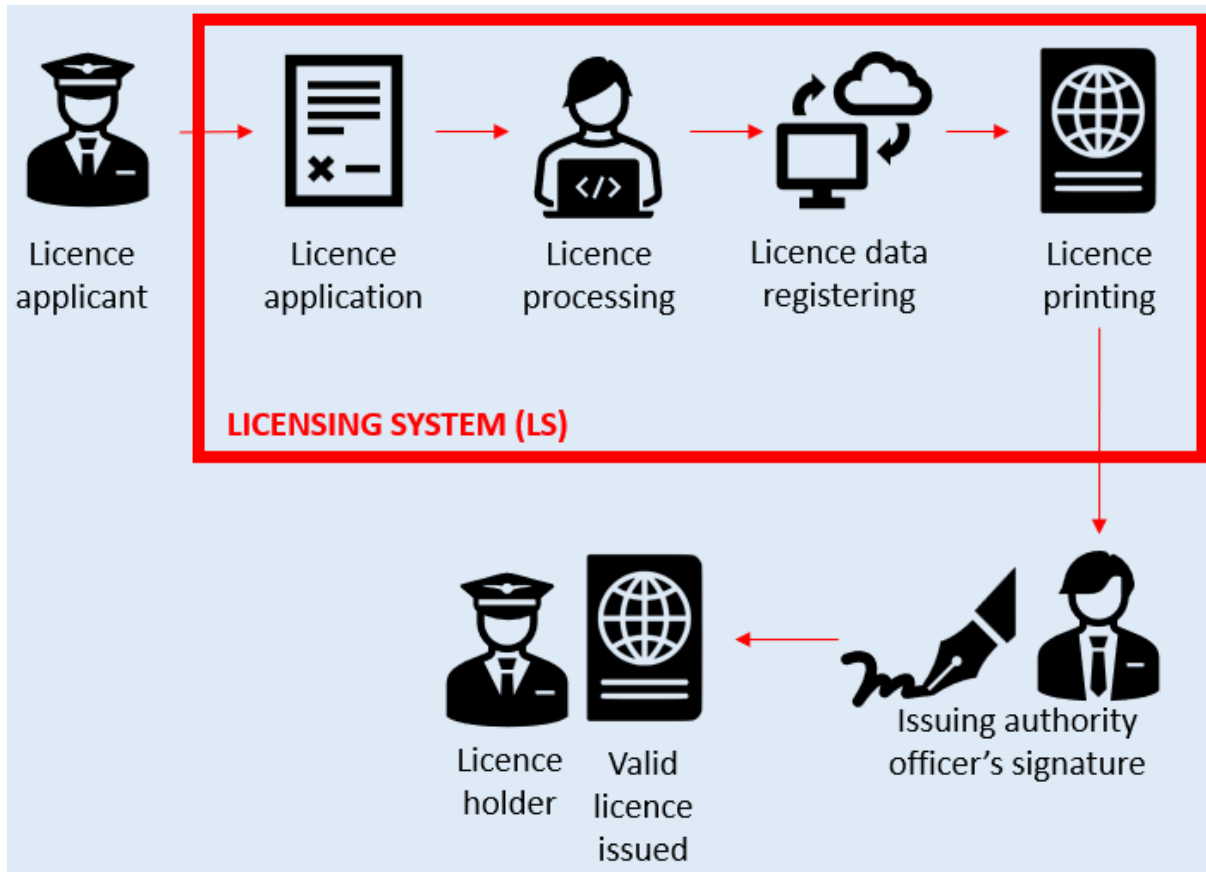 Licence
applicant
Licence
application
Licence
processing
</>
Licence data
registering
Licence
printing
LICENSING SYSTEM (LS)
Licence
holder
Valid
licence
issued
Issuing authority
officer's signature